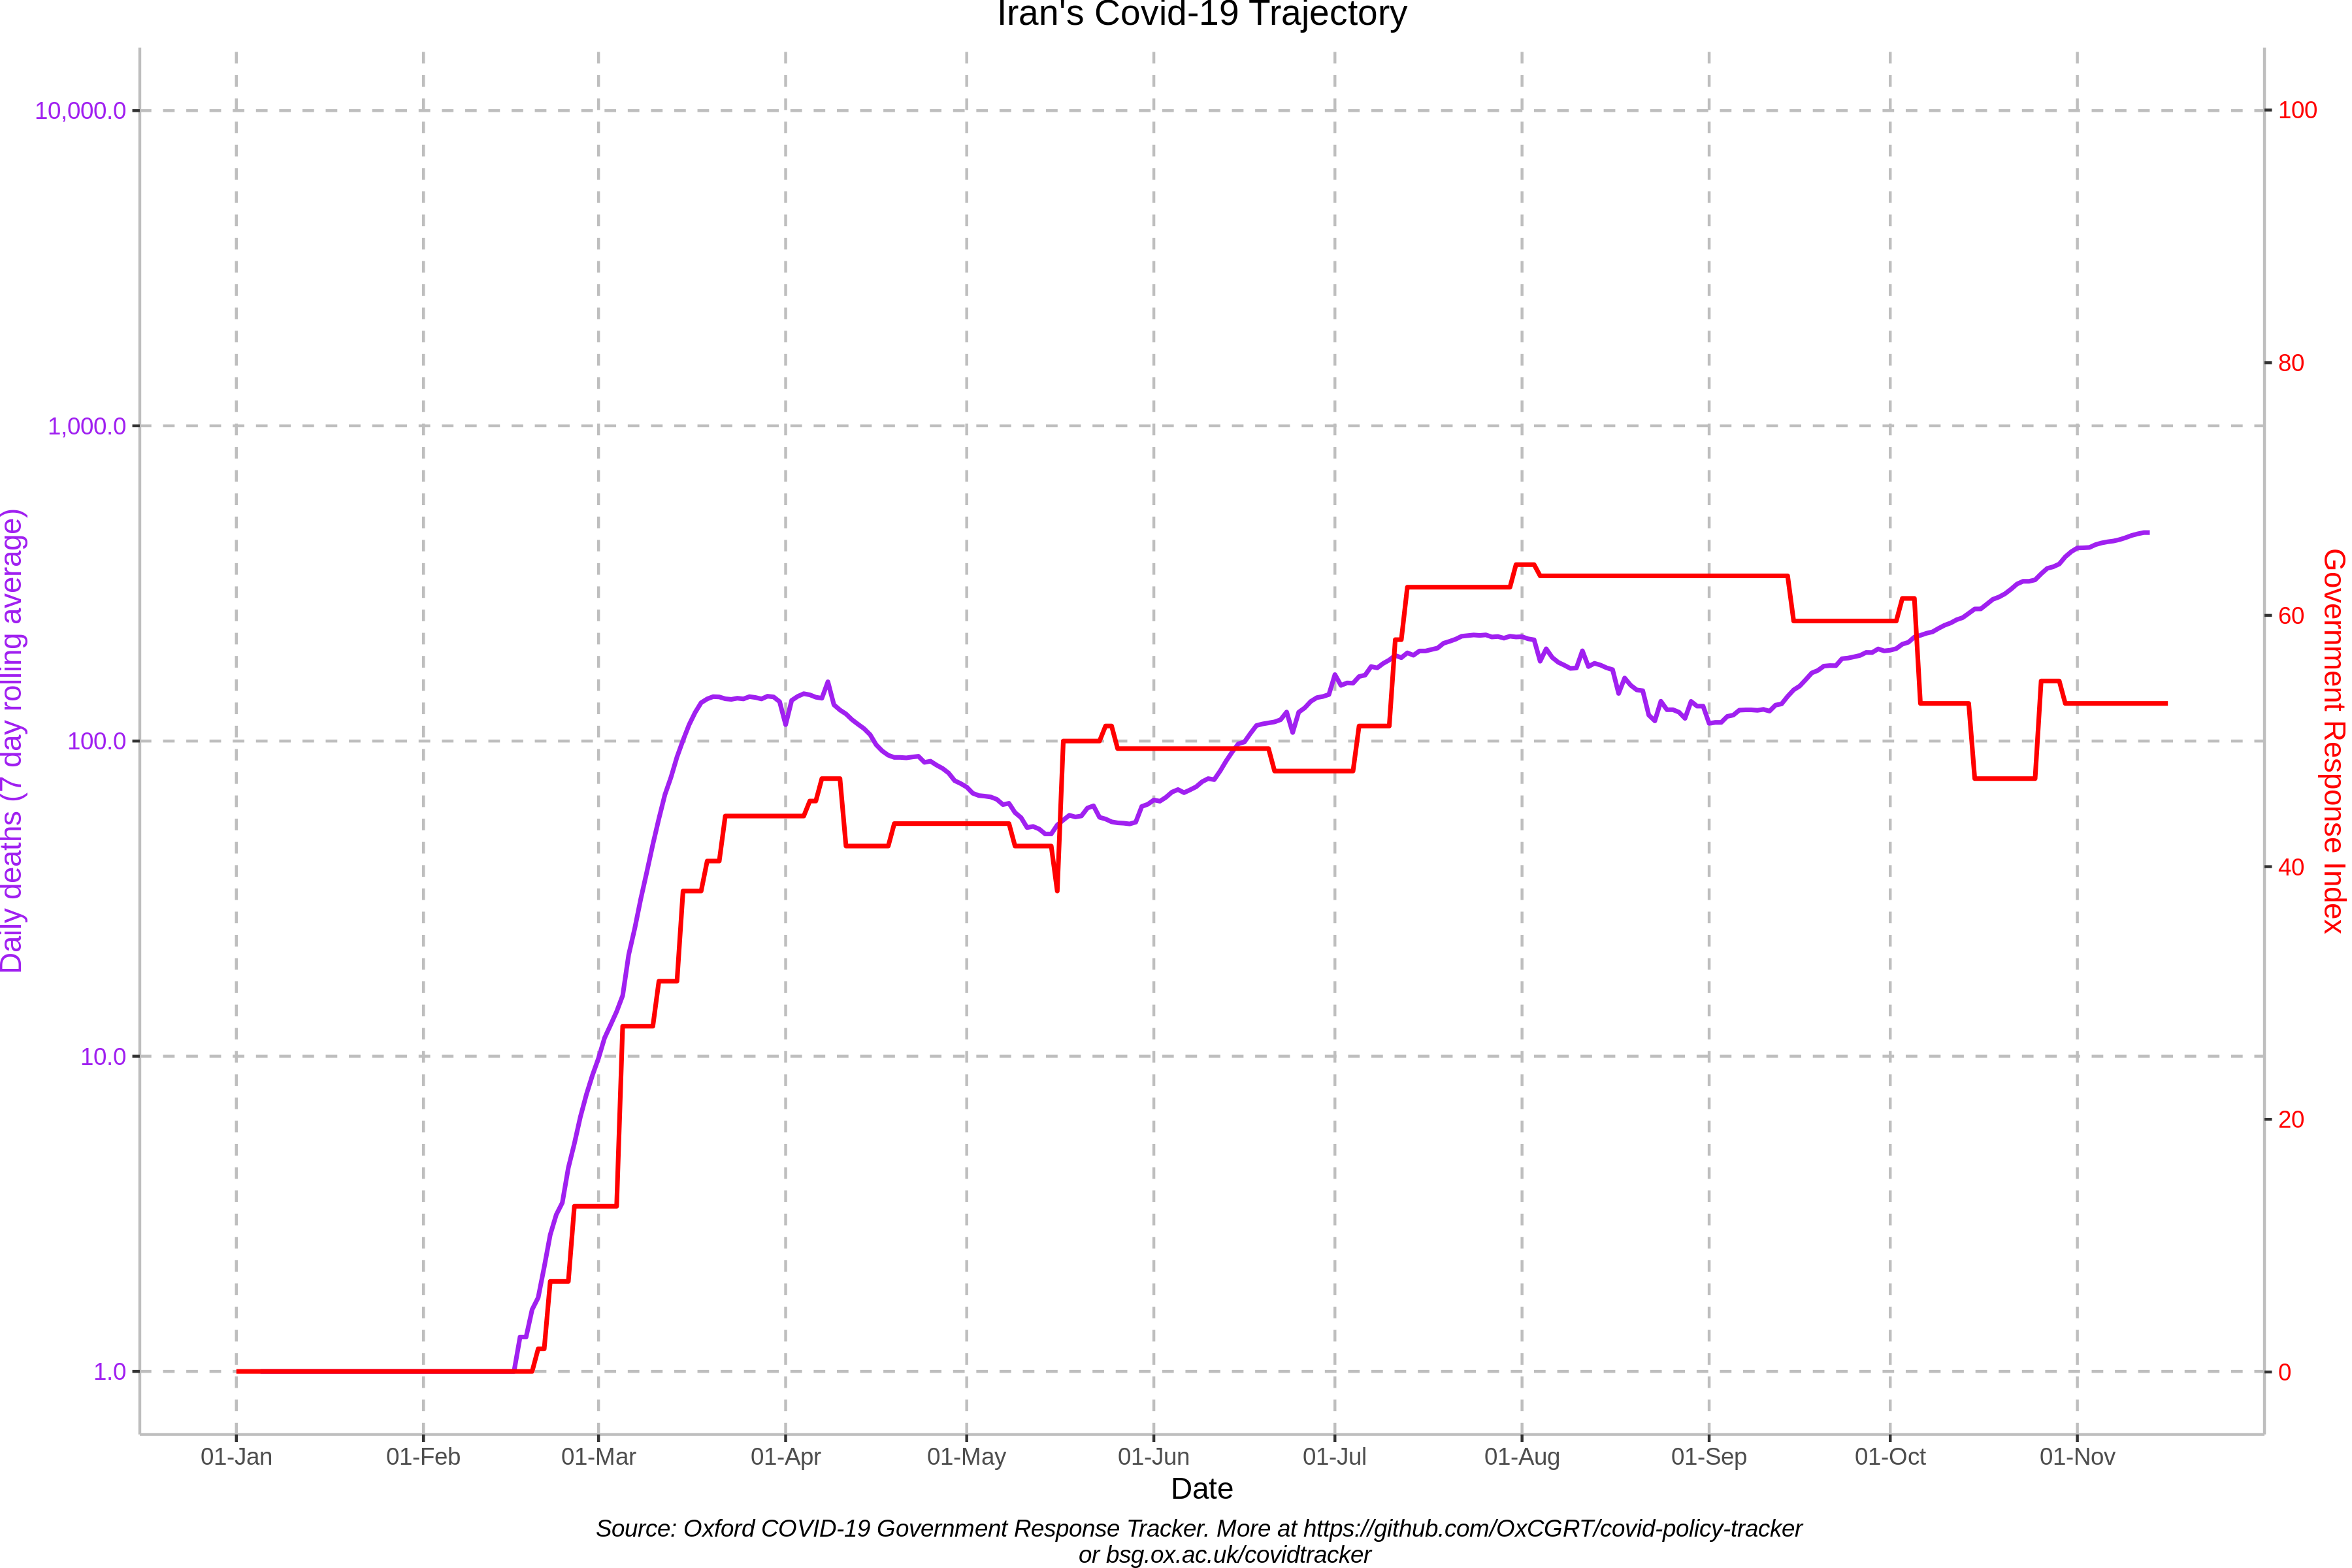 Iran's Covid-19 Trajectory
10,000.0
1,000.0
100.0
10.0
1.0
Daily deaths (7 day rolling average)
100
80
60
40
20
0
Government Response Index
01-Jan
01-Feb
01-Mar
01-Apr
01-May
01-Jun
01-Jul
01-Aug
01-Sep
01-Oct
01-Nov
Date
Source: Oxford COVID-19 Government Response Tracker. More at https://github.com/OxCGRT/covid-policy-tracker
or bsg.ox.ac.uk/covidtracker